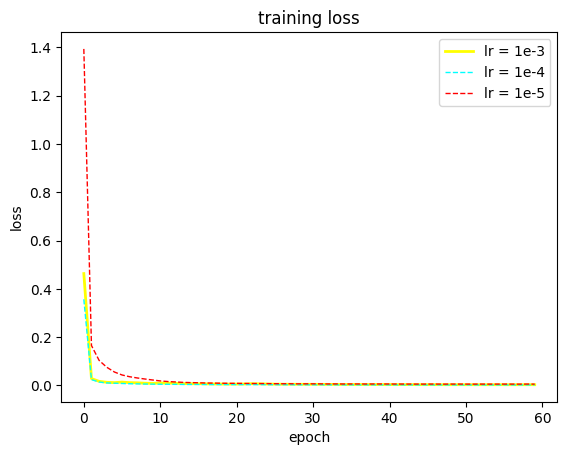 training loss
lr = 1e-3
lr = 1e-4
lr = 1e-5
loss
1.4
1.2
1.0
0.8
0.6
0.4
0.2
0.0
0 10 20 30 40 50 60
epoch